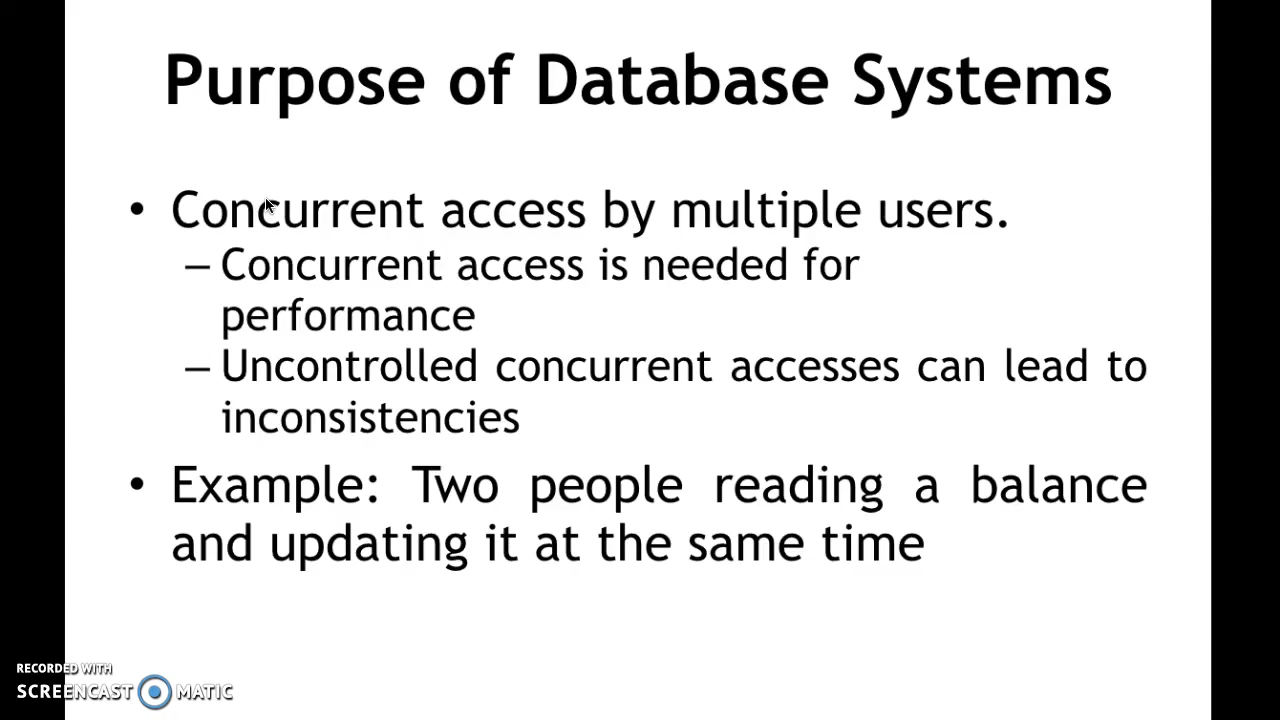 Purpose of Database Systems
• Concurrent access by multiple users.
– Concurrent access is needed for
performance
– Uncontrolled concurrent accesses can lead to
inconsistencies
• Example: Two people reading a balance
and updating it at the same time
RECORDED WITH
SCREENCAST MATIC